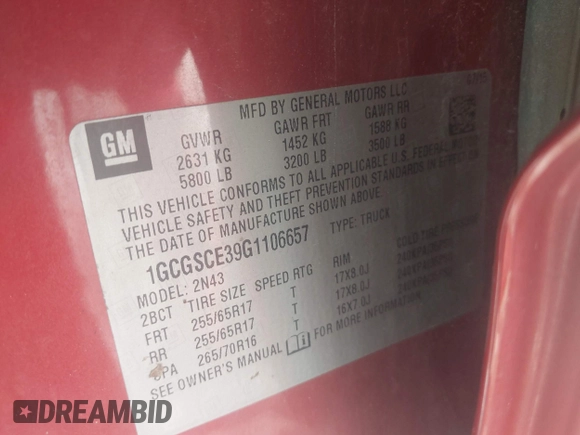 MFD BY GENERAL MOTORS LLC
GM
GVWR GAWR FRT GAWR RR
2631 KG 1452 KG 1588 KG
5800 LB 3200 LB 3500 LB
THIS VEHICLE CONFORMS TO ALL APPLICABLE U.S. FEDERAL
VEHICLE SAFETY AND THEFT PREVENTION STANDARDS IN EFFECT ON
THE DATE OF MANUFACTURE SHOWN ABOVE.
1GCGSCE39G1106657 TYPE: TRUCK
MODEL: 2N43
2BCT TIRE SIZE SPEED RTG RIM COLD
FRT 255/65R17 T 17X8.0J
RR 255/65R17 T 17X8.0J
SPA 265/70R16 T 16X7.0J
SEE OWNER'S MANUAL FOR MORE INFORMATION
DREAMBID